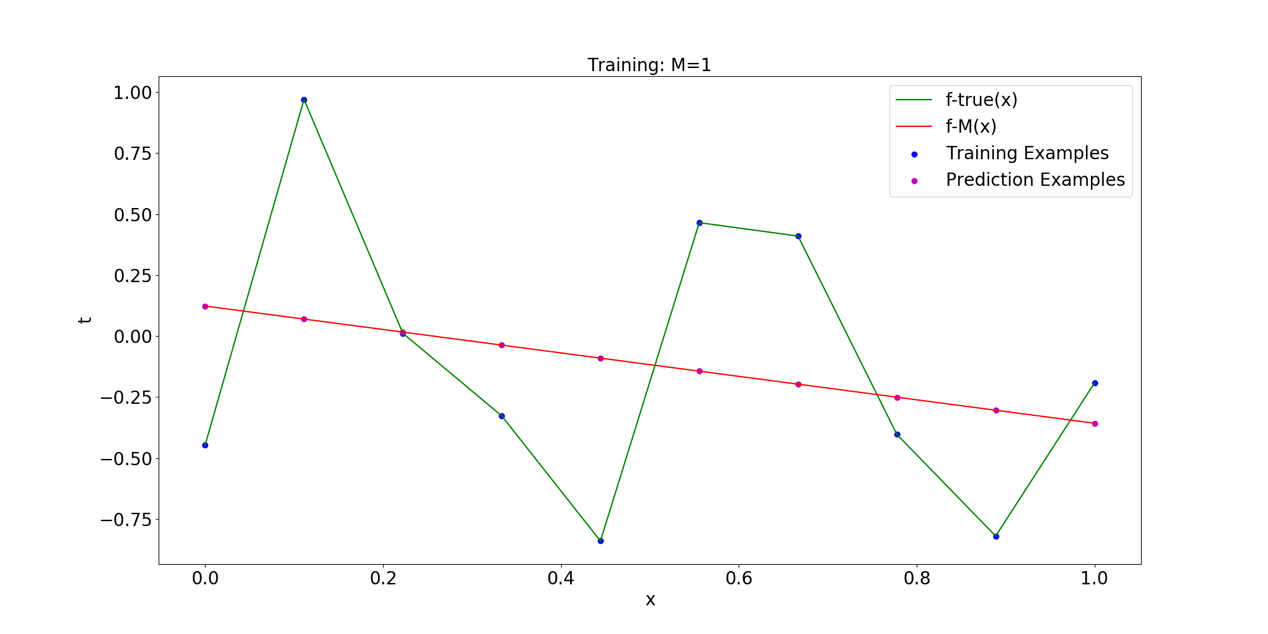 Training: M=1
1.00
0.75
0.50
0.25
0.00
−0.25
−0.50
−0.75
t
0.0 0.2 0.4 0.6 0.8 1.0
x
f-true(x)
f-M(x)
Training Examples
Prediction Examples